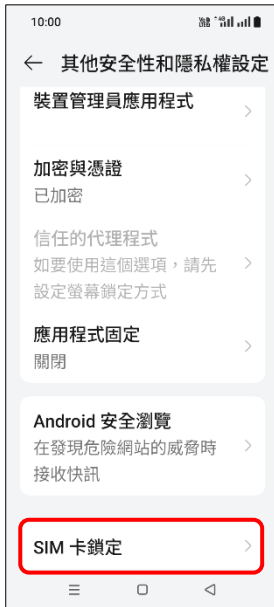 10:00
其他安全性和隱私權設定
裝置管理員應用程式
加密與憑證
已加密
信任的代理程式
如要使用這個選項，請先
設定螢幕鎖定方式
應用程式固定
關閉
Android 安全瀏覽
在發現危險網站的威脅時
接收快訊
SIM 卡鎖定